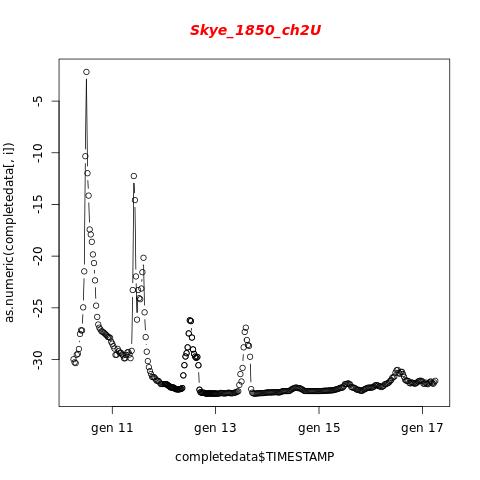 Skye_1850_ch2U
as.numeric(completedata[, i])
-5
-10
-15
-20
-25
-30
gen 11
gen 13
gen 15
gen 17
completedata$TIMESTAMP